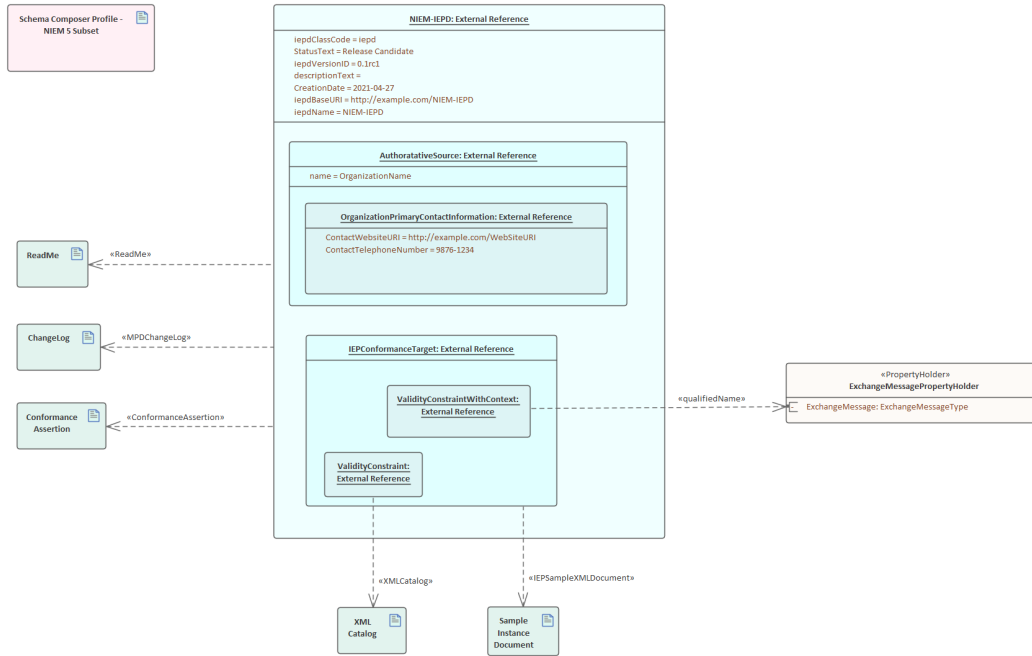 Schema Composer Profile -
NIEM 5 Subset
NIEM-IEPD: External Reference
iepdClassCode = iepd
StatusText = Release Candidate
iepdVersionID = 0.1rc1
descriptionText =
CreationDate = 2021-04-27
iepdBaseURI = http://example.com/NIEM-IEPD
iepdName = NIEM-IEPD
AuthoratativeSource: External Reference
name = OrganizationName
OrganizationPrimaryContactInformation: External Reference
ContactWebsiteURI = http://example.com/WebSiteURI
ContactTelephoneNumber = 9876-1234
ReadMe
«ReadMe»
ChangeLog
«MPDChangeLog»
IEPConformanceTarget: External Reference
Conformance
Assertion
«ConformanceAssertion»
ValidityConstraintWithContext:
External Reference
«qualifiedName»
«PropertyHolder»
ExchangeMessagePropertyHolder
ExchangeMessage: ExchangeMessageType
ValidityConstraint:
External Reference
«XMLCatalog»
«IEPSampleXMLDocument»
XML
Catalog
Sample
Instance
Document